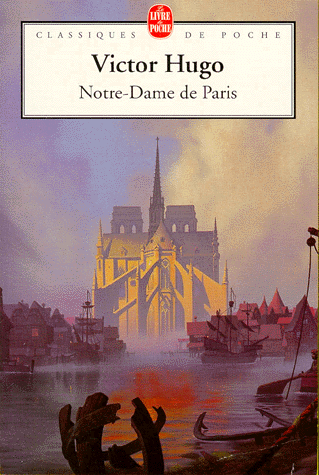 LE LIVRE
DE
POCHE
CLASSIQUES DE POCHE
Victor Hugo
Notre-Dame de Paris